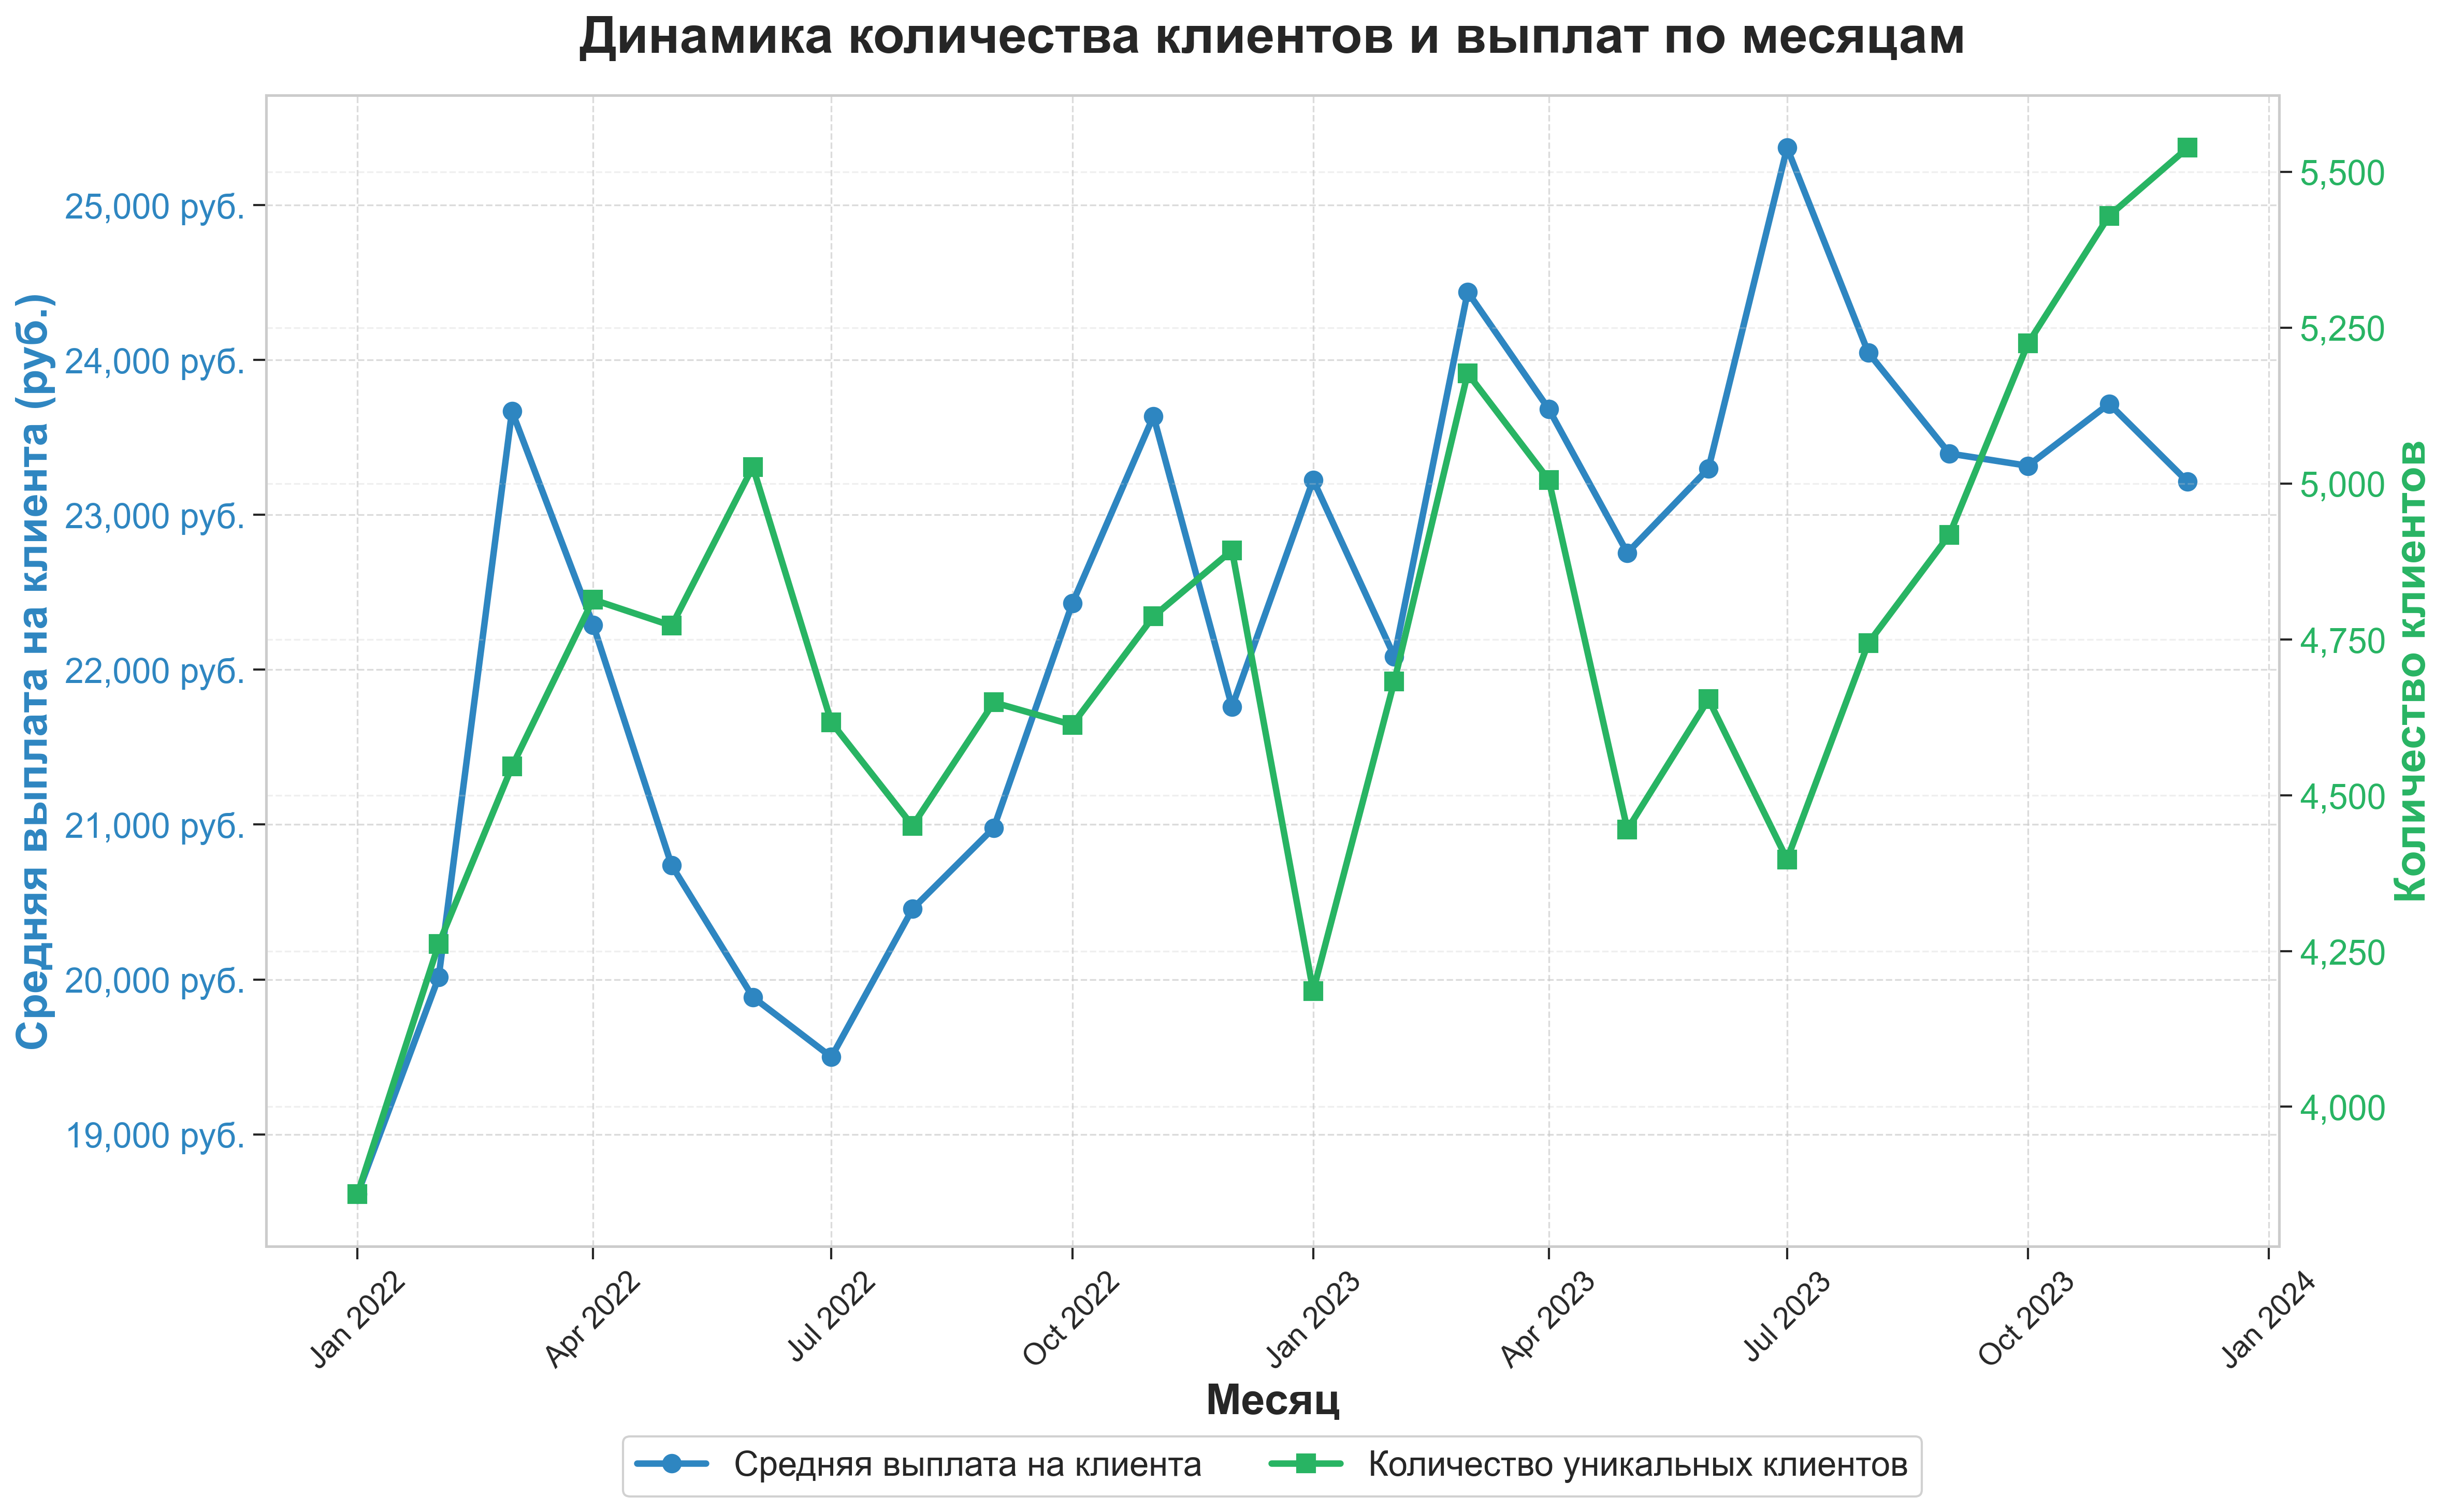 Динамика количества клиентов и выплат по месяцам
Средняя выплата на клиента (руб.)
25,000 руб.
24,000 руб.
23,000 руб.
22,000 руб.
21,000 руб.
20,000 руб.
19,000 руб.
5,500
5,250
5,000
4,750
4,500
4,250
4,000
Количество клиентов
Jan 2022
Apr 2022
Jul 2022
Oct 2022
Jan 2023
Apr 2023
Jul 2023
Oct 2023
Jan 2024
Месяц
Средняя выплата на клиента
Количество уникальных клиентов